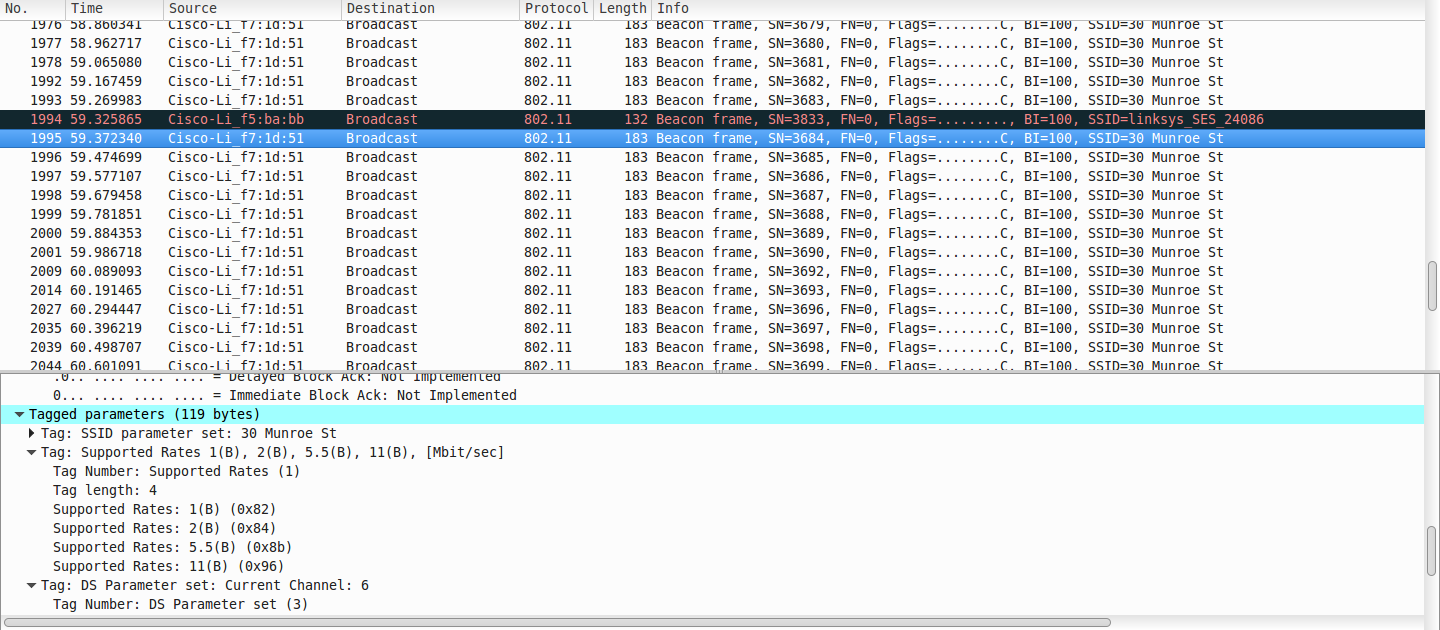 No. Time Source Destination Protocol Length Info
1976 58.860341 Cisco-Li_f7:1d:51 Broadcast 802.11 183 Beacon frame, SN=3679, FN=0, Flags=........C, BI=100, SSID=30 Munroe St
1977 58.962717 Cisco-Li_f7:1d:51 Broadcast 802.11 183 Beacon frame, SN=3680, FN=0, Flags=........C, BI=100, SSID=30 Munroe St
1978 59.065080 Cisco-Li_f7:1d:51 Broadcast 802.11 183 Beacon frame, SN=3681, FN=0, Flags=........C, BI=100, SSID=30 Munroe St
1992 59.167459 Cisco-Li_f7:1d:51 Broadcast 802.11 183 Beacon frame, SN=3682, FN=0, Flags=........C, BI=100, SSID=30 Munroe St
1993 59.269983 Cisco-Li_f7:1d:51 Broadcast 802.11 183 Beacon frame, SN=3683, FN=0, Flags=........C, BI=100, SSID=30 Munroe St
1994 59.325865 Cisco-Li_f5:ba:bb Broadcast 802.11 132 Beacon frame, SN=3833, FN=0, Flags=........., BI=100, SSID=linksys_SES_24086
1995 59.372340 Cisco-Li_f7:1d:51 Broadcast 802.11 183 Beacon frame, SN=3684, FN=0, Flags=........C, BI=100, SSID=30 Munroe St
1996 59.474699 Cisco-Li_f7:1d:51 Broadcast 802.11 183 Beacon frame, SN=3685, FN=0, Flags=........C, BI=100, SSID=30 Munroe St
1997 59.577107 Cisco-Li_f7:1d:51 Broadcast 802.11 183 Beacon frame, SN=3686, FN=0, Flags=........C, BI=100, SSID=30 Munroe St
1998 59.679458 Cisco-Li_f7:1d:51 Broadcast 802.11 183 Beacon frame, SN=3687, FN=0, Flags=........C, BI=100, SSID=30 Munroe St
1999 59.781851 Cisco-Li_f7:1d:51 Broadcast 802.11 183 Beacon frame, SN=3688, FN=0, Flags=........C, BI=100, SSID=30 Munroe St
2000 59.884353 Cisco-Li_f7:1d:51 Broadcast 802.11 183 Beacon frame, SN=3689, FN=0, Flags=........C, BI=100, SSID=30 Munroe St
2001 59.986718 Cisco-Li_f7:1d:51 Broadcast 802.11 183 Beacon frame, SN=3690, FN=0, Flags=........C, BI=100, SSID=30 Munroe St
2009 60.089093 Cisco-Li_f7:1d:51 Broadcast 802.11 183 Beacon frame, SN=3692, FN=0, Flags=........C, BI=100, SSID=30 Munroe St
2014 60.191465 Cisco-Li_f7:1d:51 Broadcast 802.11 183 Beacon frame, SN=3693, FN=0, Flags=........C, BI=100, SSID=30 Munroe St
2027 60.294447 Cisco-Li_f7:1d:51 Broadcast 802.11 183 Beacon frame, SN=3696, FN=0, Flags=........C, BI=100, SSID=30 Munroe St
2035 60.396219 Cisco-Li_f7:1d:51 Broadcast 802.11 183 Beacon frame, SN=3697, FN=0, Flags=........C, BI=100, SSID=30 Munroe St
2039 60.498707 Cisco-Li_f7:1d:51 Broadcast 802.11 183 Beacon frame, SN=3698, FN=0, Flags=........C, BI=100, SSID=30 Munroe St
2044 60.601091 Cisco-Li_f7:1d:51 Broadcast 802.11 183 Beacon frame, SN=3699, FN=0, Flags=........C, BI=100, SSID=30 Munroe St
.0.. .... .... .... = Delayed Block Ack: Not Implemented
0... .... .... .... = Immediate Block Ack: Not Implemented
Tagged parameters (119 bytes)
Tag: SSID parameter set: 30 Munroe St
Tag: Supported Rates 1(B), 2(B), 5.5(B), 11(B), [Mbit/sec]
Tag Number: Supported Rates (1)
Tag length: 4
Supported Rates: 1(B) (0x82)
Supported Rates: 2(B) (0x84)
Supported Rates: 5.5(B) (0x8b)
Supported Rates: 11(B) (0x96)
Tag: DS Parameter set: Current Channel: 6
Tag Number: DS Parameter set (3)